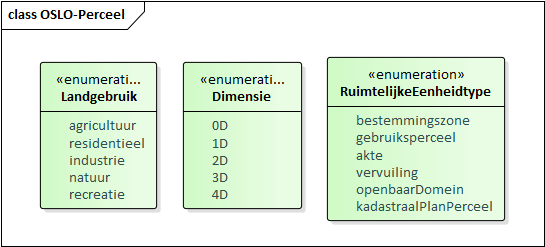 class OSLO-Perceel
«enumerati...
Landgebruik
agricultuur
residentieel
industrie
natuur
recreatie
«enumerati...
Dimensie
0D
1D
2D
3D
4D
«enumeration»
RuimtelijkeEenheidtype
bestemmingszone
gebruiksperceel
akte
vervuiling
openbaarDomein
kadastraalPlanPerceel